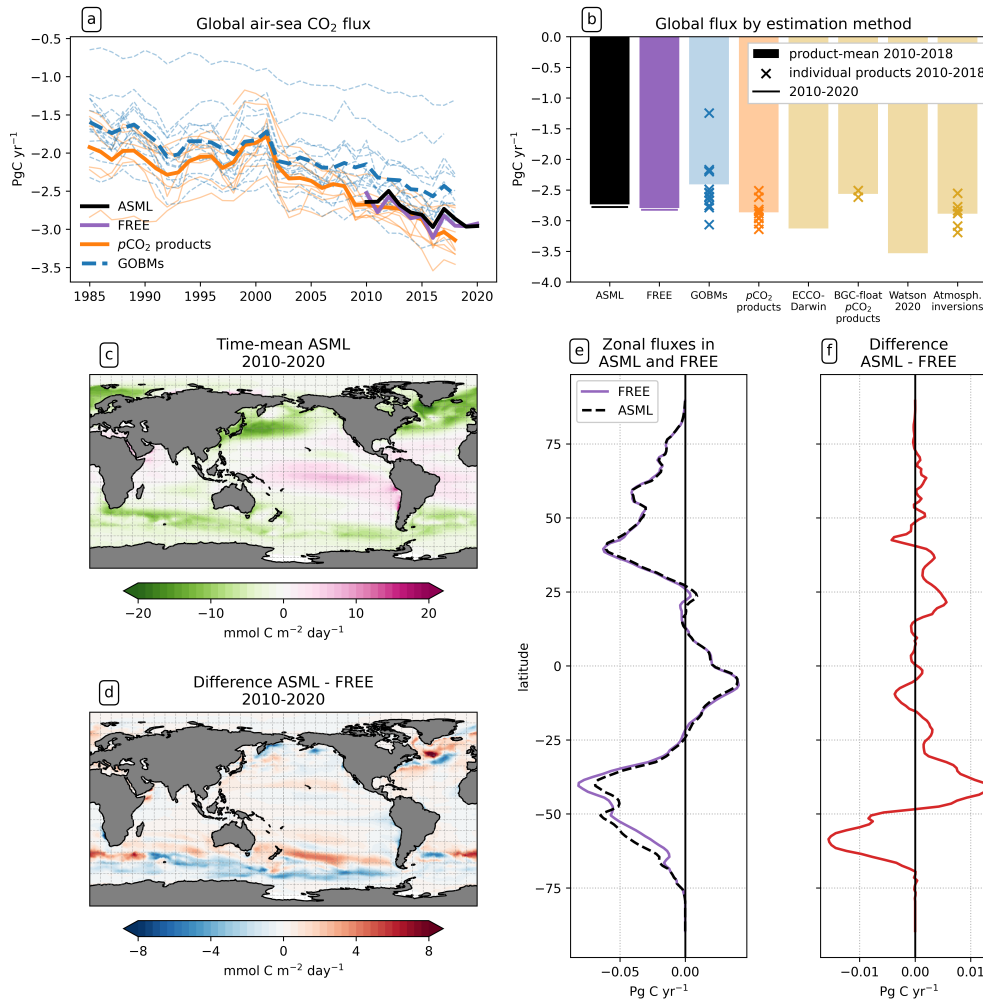 a
Global air-sea CO₂ flux
PgC yr⁻¹
−0.5
−1.0
−1.5
−2.0
−2.5
−3.0
−3.5
ASML
FREE
pCO₂ products
GOBMs
1985 1990 1995 2000 2005 2010 2015 2020
b
Global flux by estimation method
PgC yr⁻¹
0.0
−0.5
−1.0
−1.5
−2.0
−2.5
−3.0
−3.5
−4.0
product-mean 2010-2018
individual products 2010-2018
2010-2020
ASML FREE GOBMs pCO₂ ECCO- BGC-float Watson Atmosph.
products Darwin pCO₂ 2020 inversions
products
c
Time-mean ASML
2010-2020
−20 −10 0 10 20
mmol C m⁻² day⁻¹
d
Difference ASML - FREE
2010-2020
−8 −4 0 4 8
mmol C m⁻² day⁻¹
e
Zonal fluxes in
ASML and FREE
FREE
ASML
latitude
75
50
25
0
−25
−50
−75
−0.05 0.00
Pg C yr⁻¹
f
Difference
ASML - FREE
75
50
25
0
−25
−50
−75
−0.01 0.00 0.01
Pg C yr⁻¹